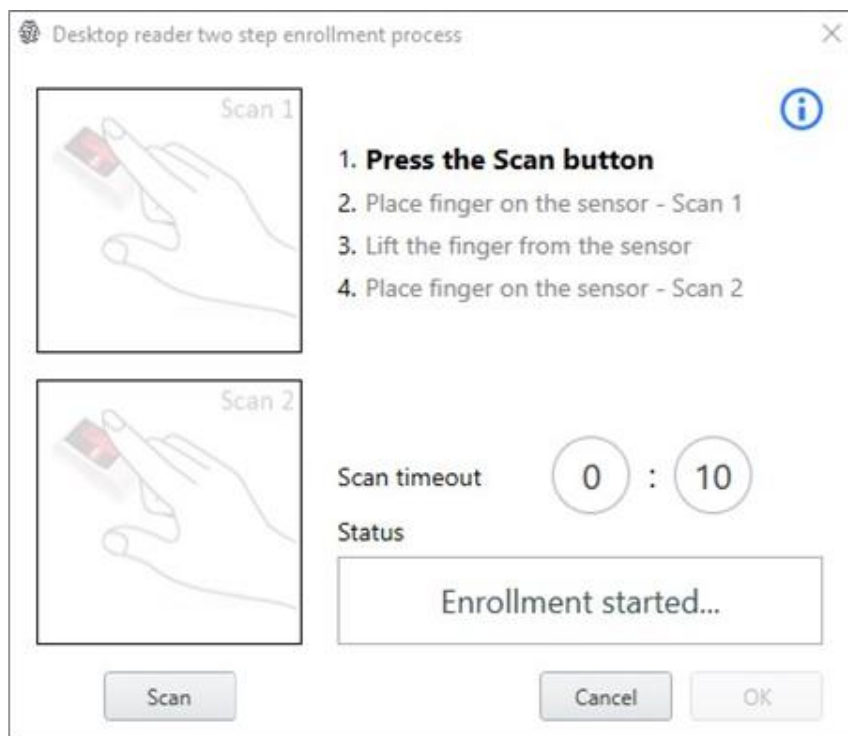 Desktop reader two step enrollment process
Scan 1
1. Press the Scan button
2. Place finger on the sensor - Scan 1
3. Lift the finger from the sensor
4. Place finger on the sensor - Scan 2
Scan 2
Scan timeout 0 : 10
Status
Enrollment started...
Scan Cancel OK